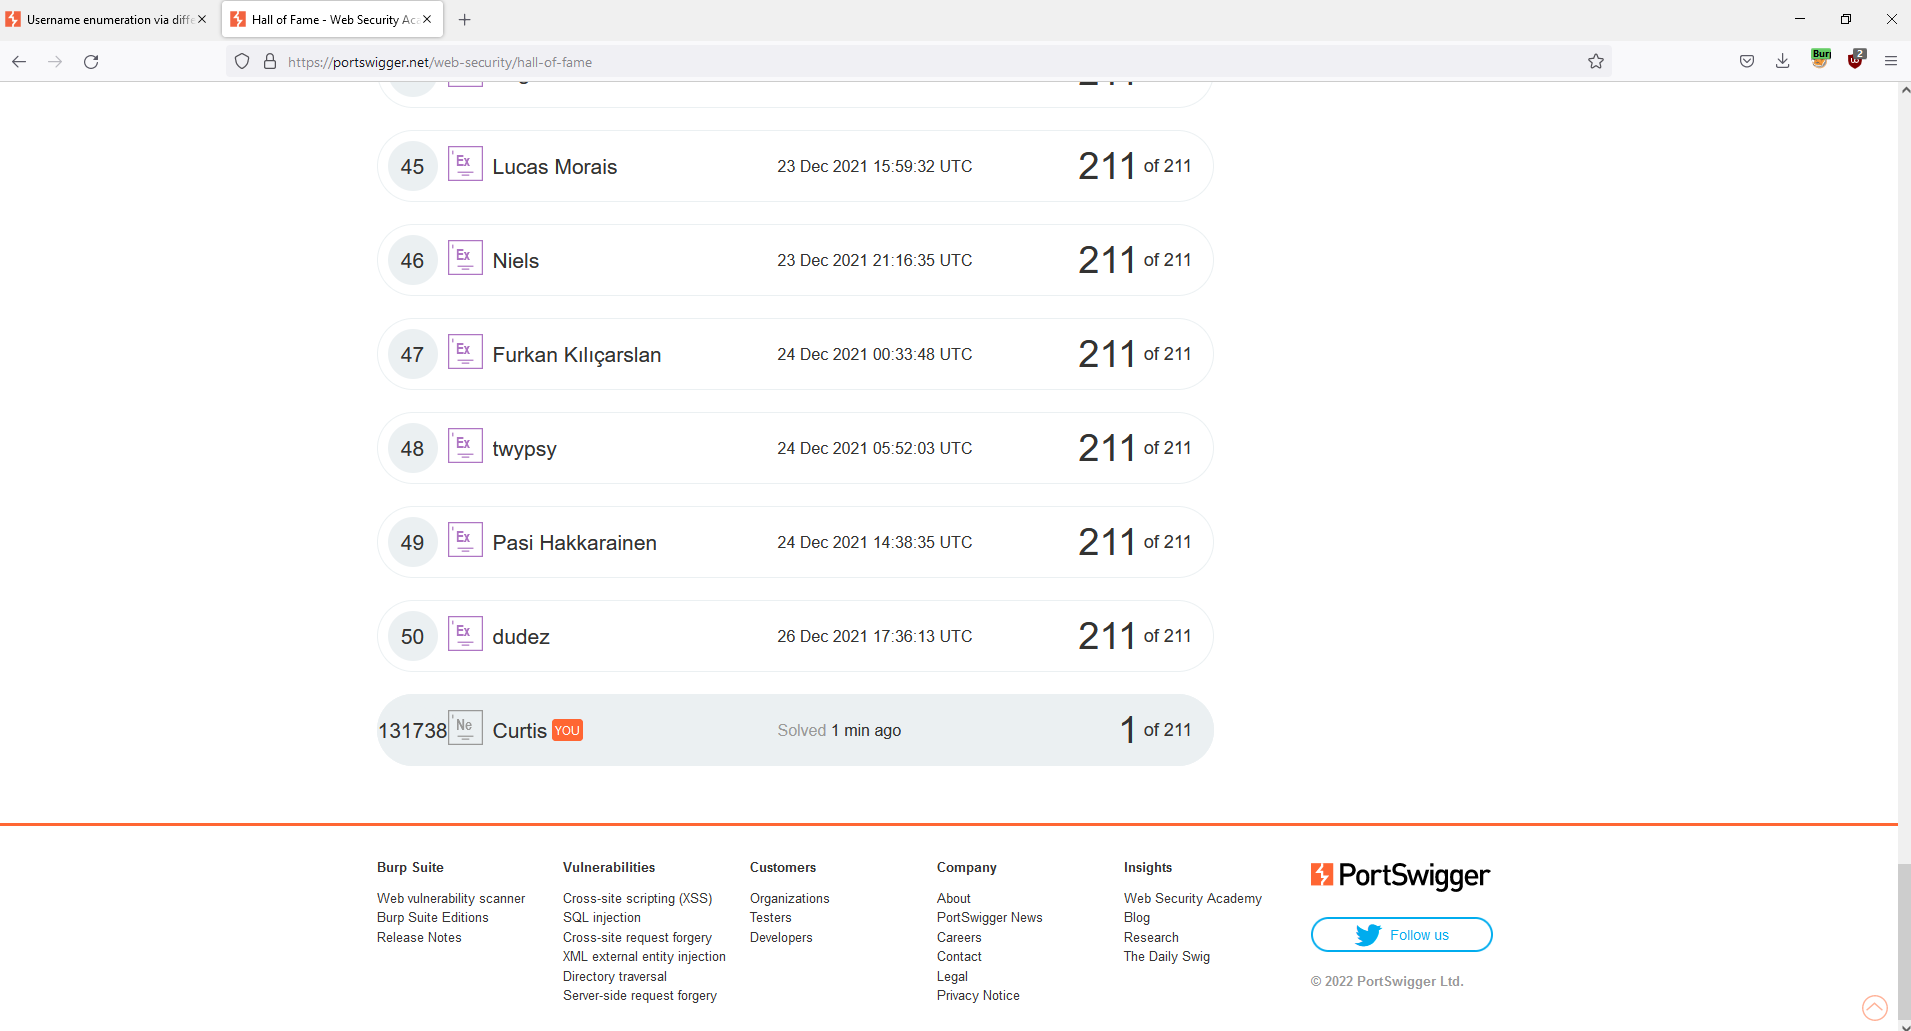 Username enumeration via diffe
Hall of Fame - Web Security Aca
https://portswigger.net/web-security/hall-of-fame
Burp
2
45 Ex Lucas Morais 23 Dec 2021 15:59:32 UTC 211 of 211
46 Ex Niels 23 Dec 2021 21:16:35 UTC 211 of 211
47 Ex Furkan Kılıçarslan 24 Dec 2021 00:33:48 UTC 211 of 211
48 Ex twypsy 24 Dec 2021 05:52:03 UTC 211 of 211
49 Ex Pasi Hakkarainen 24 Dec 2021 14:38:35 UTC 211 of 211
50 Ex dudez 26 Dec 2021 17:36:13 UTC 211 of 211
131738 Ne Curtis YOU Solved 1 min ago 1 of 211
Burp Suite
Web vulnerability scanner
Burp Suite Editions
Release Notes
Vulnerabilities
Cross-site scripting (XSS)
SQL injection
Cross-site request forgery
XML external entity injection
Directory traversal
Server-side request forgery
Customers
Organizations
Testers
Developers
Company
About
PortSwigger News
Careers
Contact
Legal
Privacy Notice
Insights
Web Security Academy
Blog
Research
The Daily Swig
PortSwigger
Follow us
© 2022 PortSwigger Ltd.